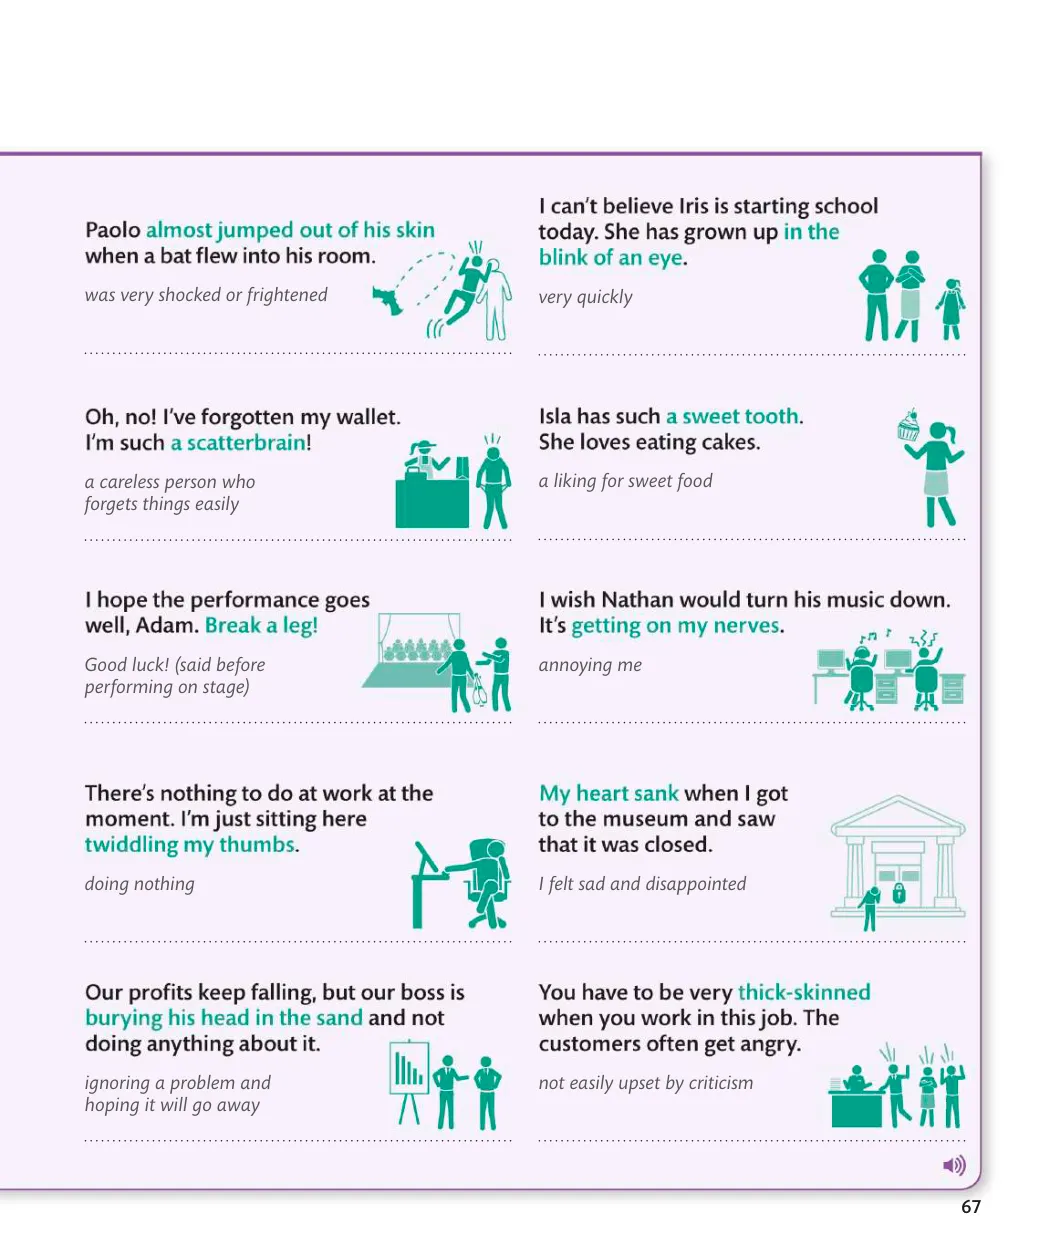 Paolo almost jumped out of his skin
when a bat flew into his room.
was very shocked or frightened
I can't believe Iris is starting school
today. She has grown up in the
blink of an eye.
very quickly
Oh, no! I've forgotten my wallet.
I'm such a scatterbrain!
a careless person who
forgets things easily
Isla has such a sweet tooth.
She loves eating cakes.
a liking for sweet food
I hope the performance goes
well, Adam. Break a leg!
Good luck! (said before
performing on stage)
I wish Nathan would turn his music down.
It's getting on my nerves.
annoying me
There's nothing to do at work at the
moment. I'm just sitting here
twiddling my thumbs.
doing nothing
My heart sank when I got
to the museum and saw
that it was closed.
I felt sad and disappointed
Our profits keep falling, but our boss is
burying his head in the sand and not
doing anything about it.
ignoring a problem and
hoping it will go away
You have to be very thick-skinned
when you work in this job. The
customers often get angry.
not easily upset by criticism
67